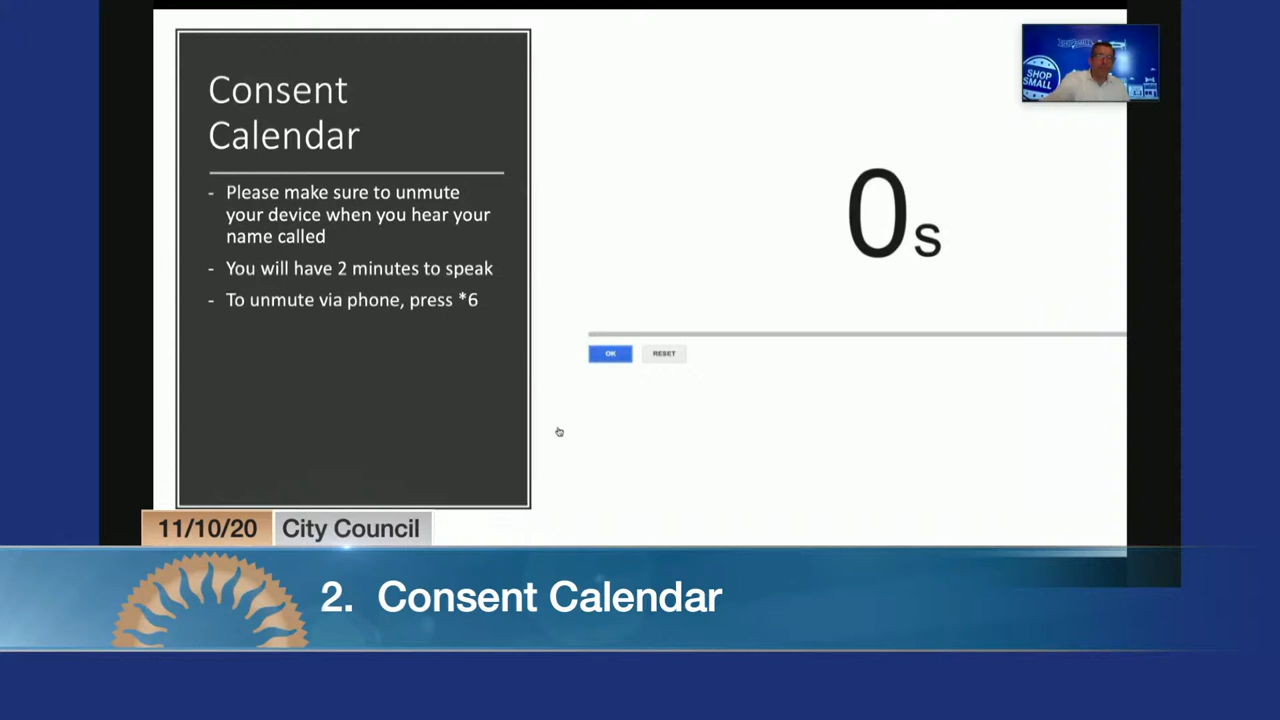 Consent
Calendar
- Please make sure to unmute
your device when you hear your
name called
- You will have 2 minutes to speak
- To unmute via phone, press *6
SHOP
SMALL
0s
OK
RESET
11/10/20
City Council
2. Consent Calendar